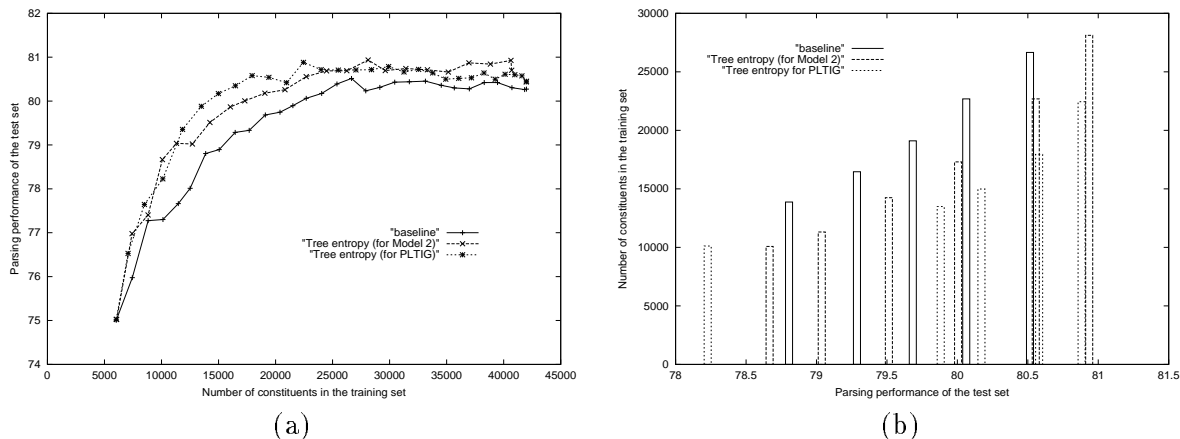 82
81
80
79
78
77
76
75
74
Parsing performance of the test set
"baseline"
"Tree entropy (for Model 2)"
"Tree entropy (for PLTIG)"
0 5000 10000 15000 20000 25000 30000 35000 40000 45000
Number of constituents in the training set
(a)
30000
25000
20000
15000
10000
5000
0
Number of constituents in the training set
"baseline"
"Tree entropy (for Model 2)"
"Tree entropy for PLTIG"
78 78.5 79 79.5 80 80.5 81 81.5
Parsing performance of the test set
(b)